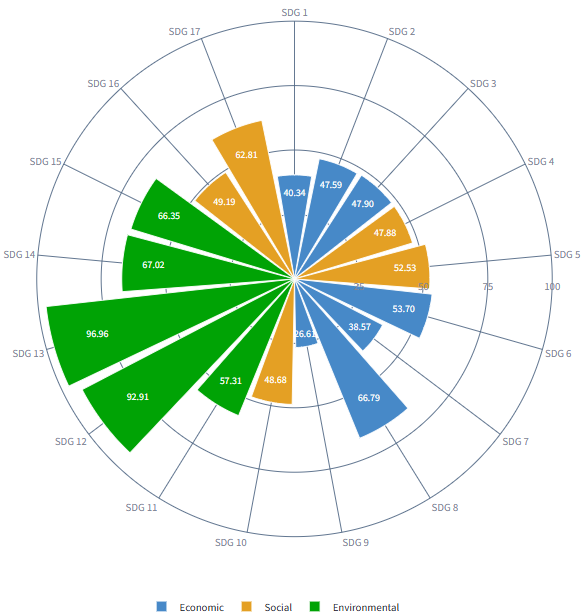 SDG 1
SDG 17
SDG 2
SDG 16
SDG 3
SDG 15
SDG 4
SDG 14
SDG 5
SDG 13
SDG 6
SDG 12
SDG 7
SDG 11
SDG 8
SDG 10
SDG 9
62.81
40.34
47.59
49.19
47.90
66.35
47.88
67.02
52.53
50
75
100
53.70
96.96
26.61
38.57
92.91
57.31
48.68
66.79
Economic Social Environmental